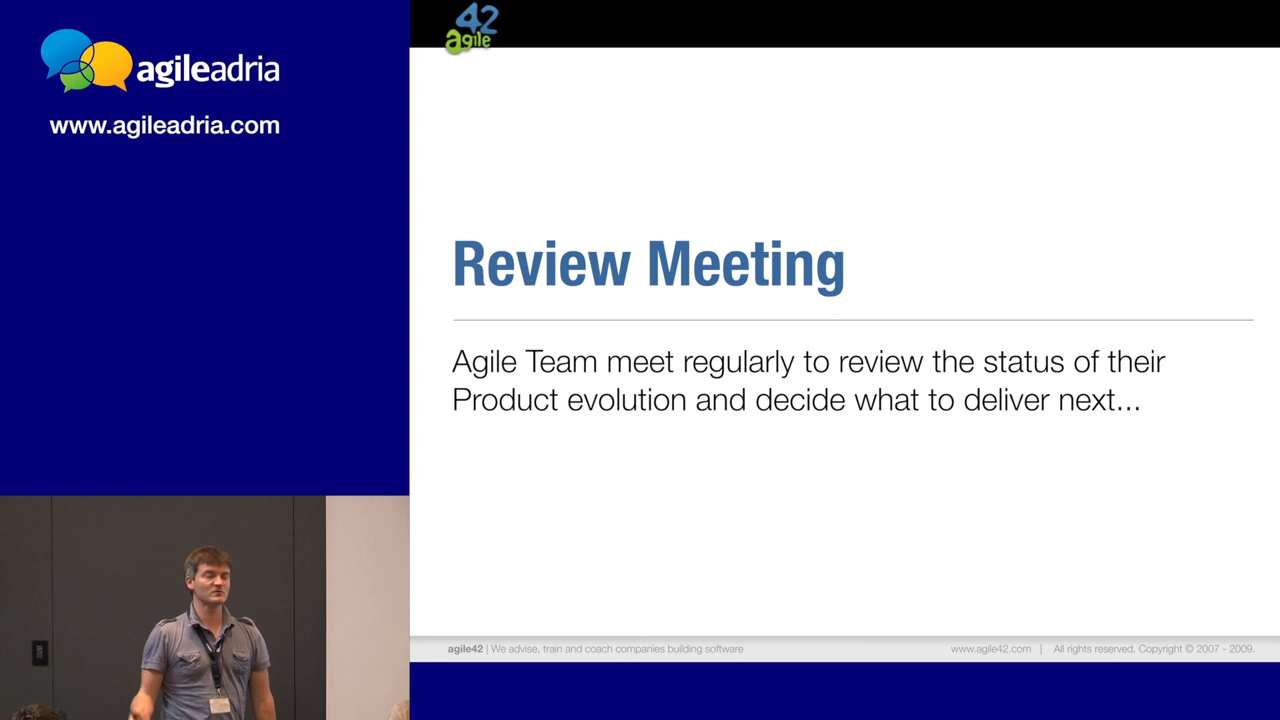 agileadria
www.agileadria.com
42
agile
Review Meeting
Agile Team meet regularly to review the status of their
Product evolution and decide what to deliver next...
agile42 | We advise, train and coach companies building software
www.agile42.com | All rights reserved. Copyright © 2007 - 2009.